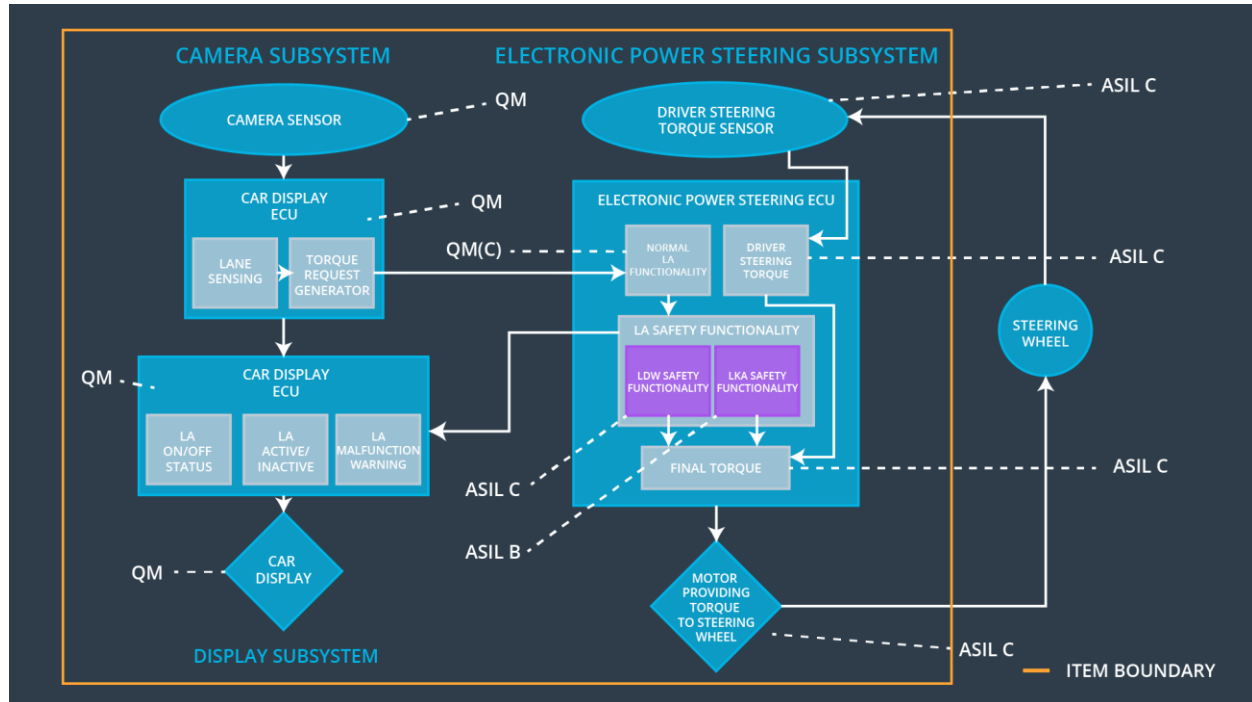 CAMERA SUBSYSTEM
ELECTRONIC POWER STEERING SUBSYSTEM
CAMERA SENSOR
QM
DRIVER STEERING
TORQUE SENSOR
ASIL C
CAR DISPLAY
ECU
QM
LANE
SENSING
TORQUE
REQUEST
GENERATOR
ELECTRONIC POWER STEERING ECU
QM(C)
NORMAL
LA
FUNCTIONALITY
DRIVER
STEERING
TORQUE
ASIL C
STEERING
WHEEL
LA SAFETY FUNCTIONALITY
LDW SAFETY
FUNCTIONALITY
LKA SAFETY
FUNCTIONALITY
QM
CAR DISPLAY
ECU
LA
ON/OFF
STATUS
LA
ACTIVE/
INACTIVE
LA
MALFUNCTION
WARNING
FINAL TORQUE
ASIL C
ASIL C
ASIL B
QM
CAR
DISPLAY
MOTOR
PROVIDING
TORQUE
TO STEERING
WHEEL
ASIL C
DISPLAY SUBSYSTEM
ITEM BOUNDARY